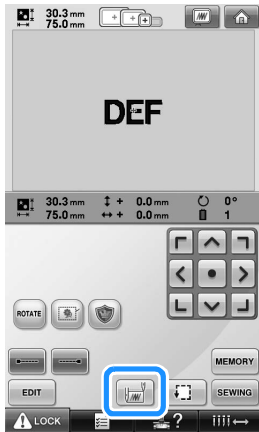 30.3 mm
75.0 mm
DEF
30.3 mm + 0.0 mm 0°
75.0 mm + 0.0 mm 1
ROTATE
MEMORY
EDIT SEWING
LOCK ?